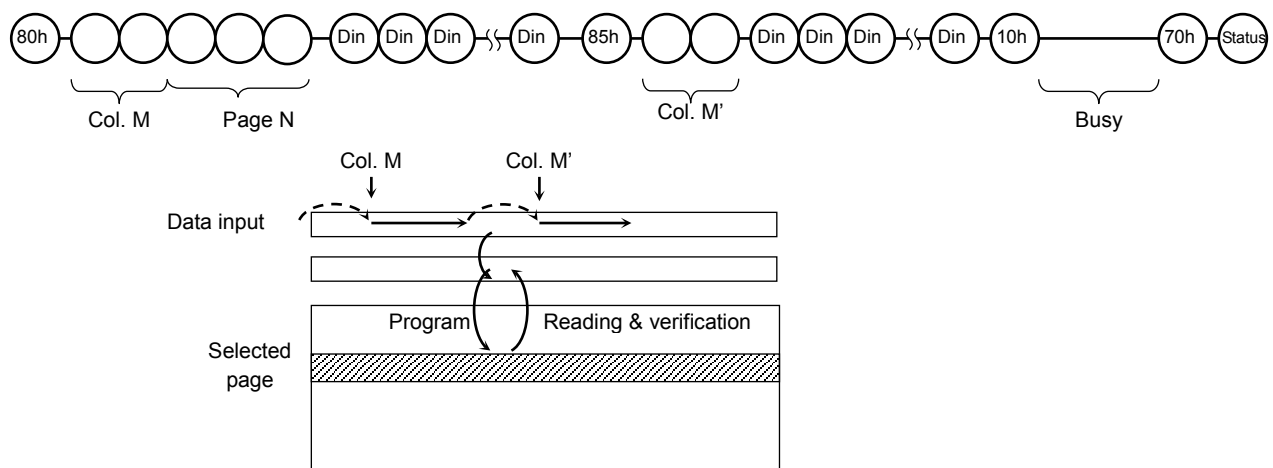 80h Din Din Din Din 85h Din Din Din Din 10h 70h Status
Col. M Page N Col. M’ Busy
Col. M Col. M’
Data input
Program Reading & verification
Selected
page